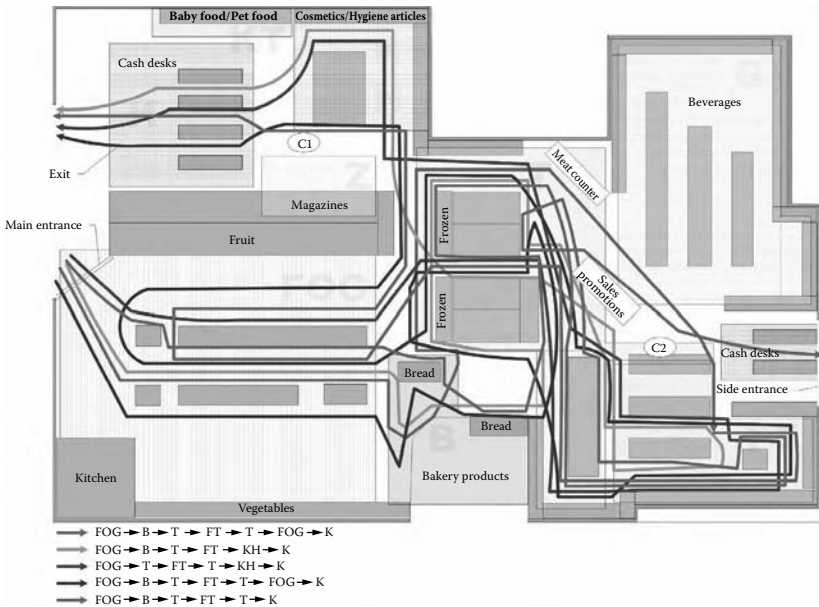 Baby food/Pet food
Cosmetics/Hygiene articles
Cash desks
Beverages
C1
Meat counter
Exit
Z
Magazines
Main entrance
Frozen
Fruit
FOG
Sales promotions
Frozen
C2
Cash desks
Bread
Side entrance
Bread
B
Kitchen
Bakery products
Vegetables
FOG → B → T → FT → T → FOG → K
FOG → B → T → FT → KH → K
FOG → T → FT → T → KH → K
FOG → B → T → FT → T → FOG → K
FOG → B → T → FT → T → K